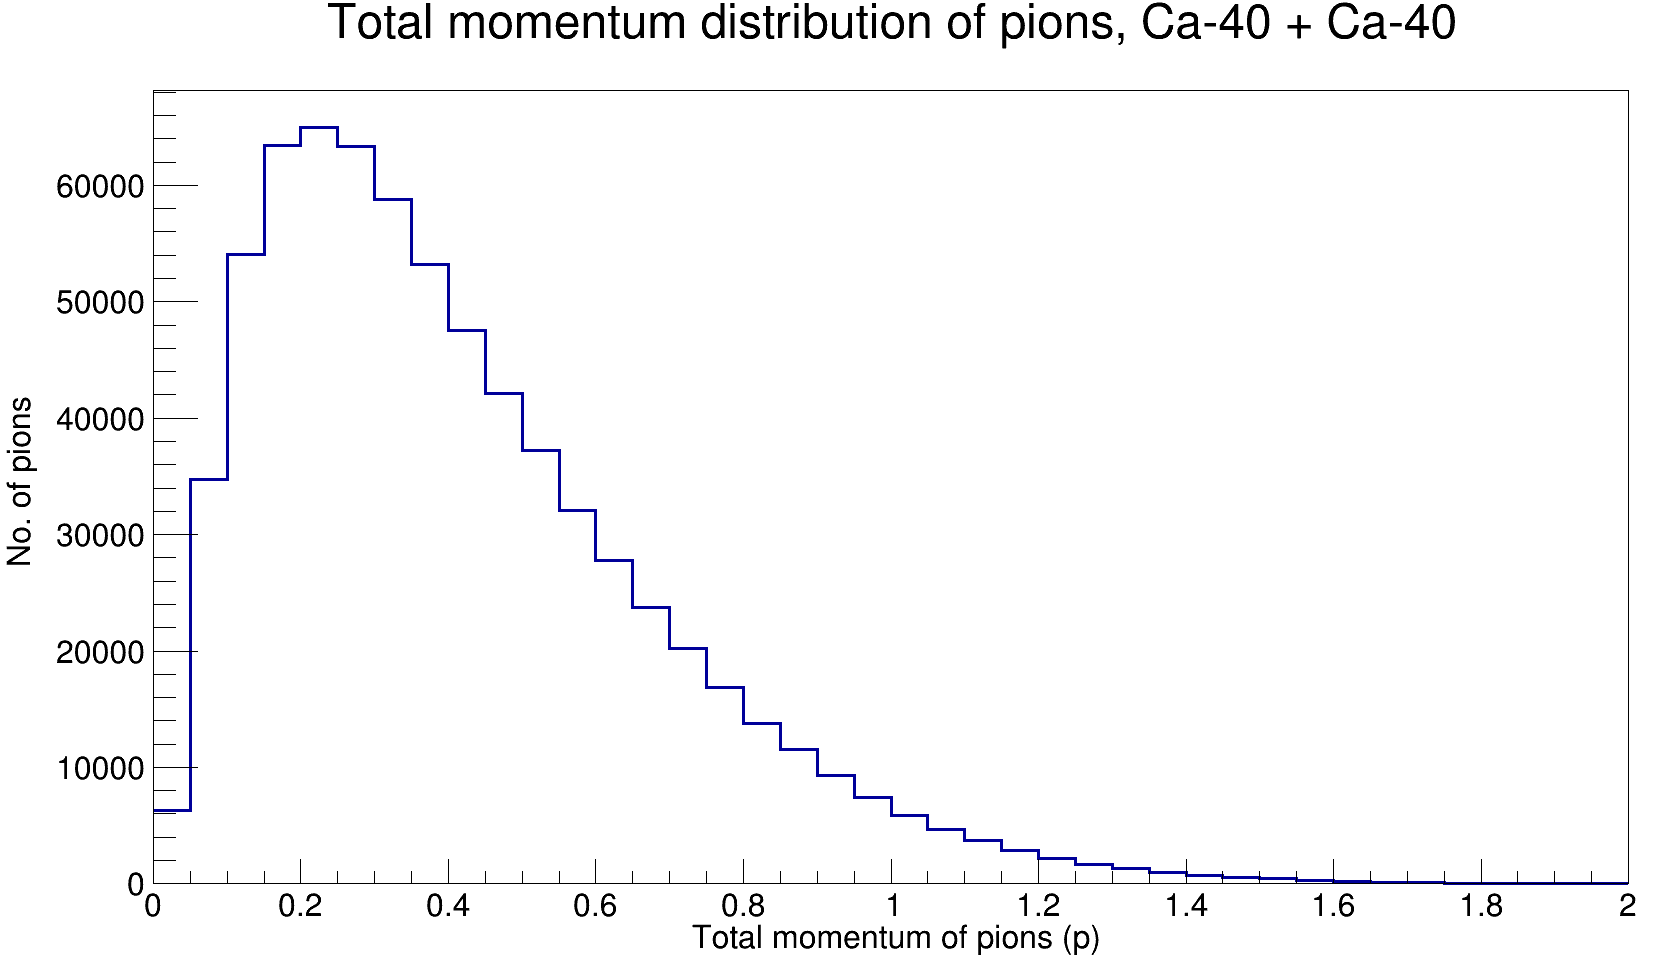 Total momentum distribution of pions, Ca-40 + Ca-40
No. of pions
60000
50000
40000
30000
20000
10000
0
0 0.2 0.4 0.6 0.8 1 1.2 1.4 1.6 1.8 2
Total momentum of pions (p)